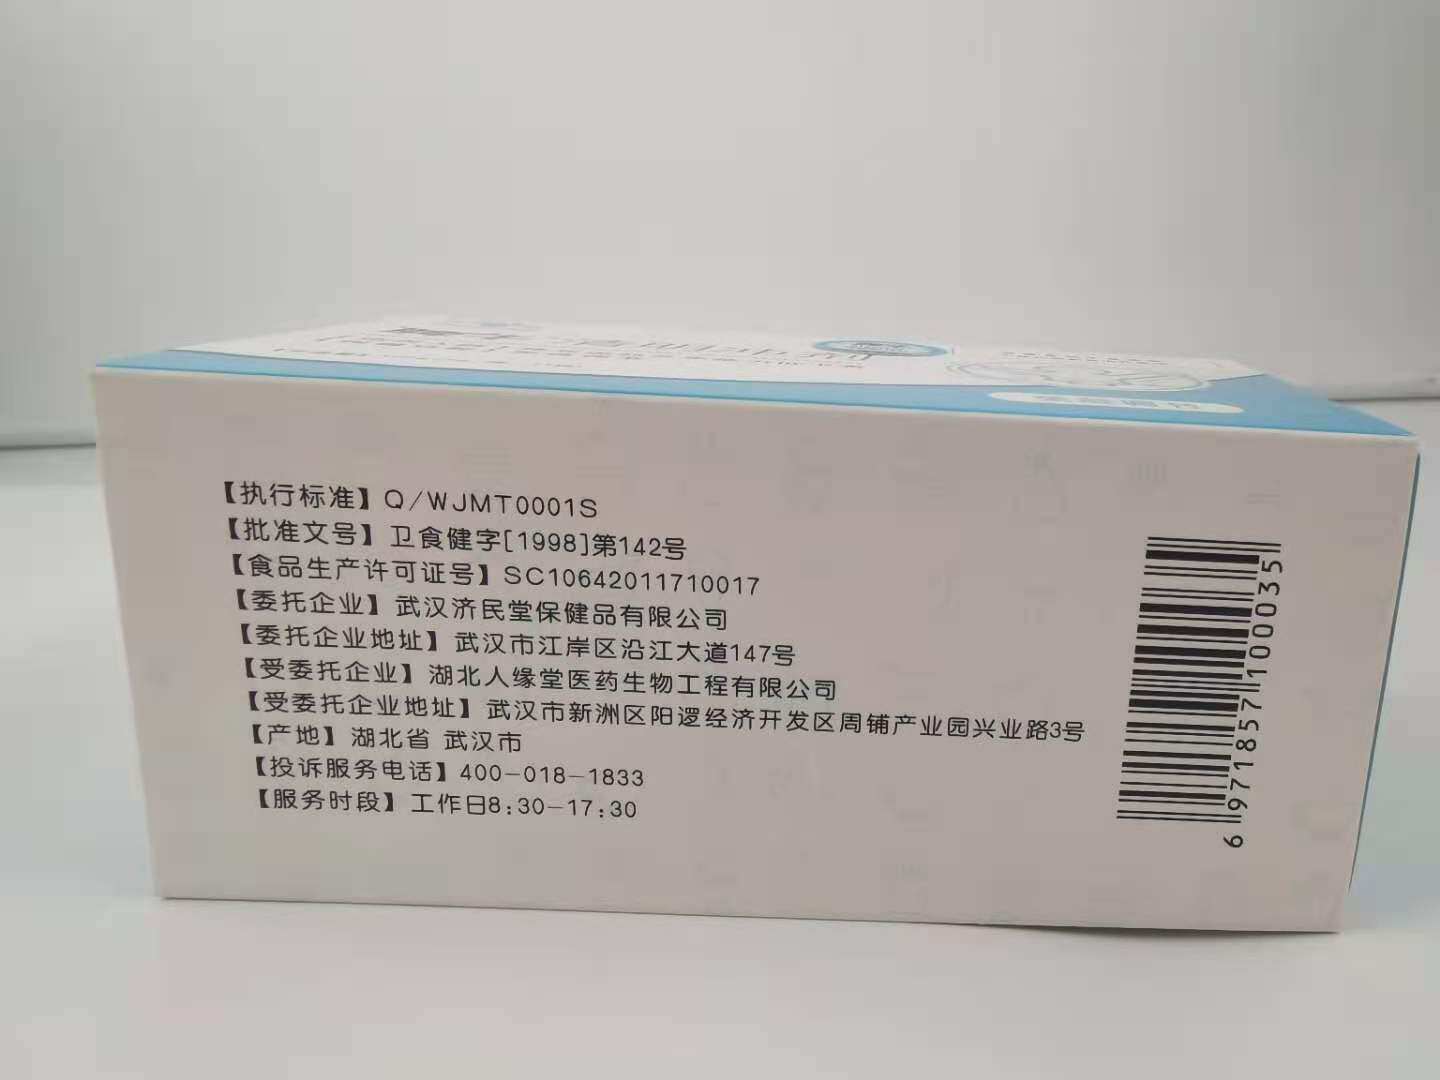 【执行标准】Q/WJMT0001S
【批准文号】卫食健字[1998]第142号
【食品生产许可证号】SC10642011710017
【委托企业】武汉济民堂保健品有限公司
【委托企业地址】武汉市江岸区沿江大道147号
【受委托企业】湖北人缘堂医药生物工程有限公司
【受委托企业地址】武汉市新洲区阳逻经济开发区周铺产业园兴业路3号
【产地】湖北省 武汉市
【投诉服务电话】400-018-1833
【服务时段】工作日8:30-17:30
6 971857 100035